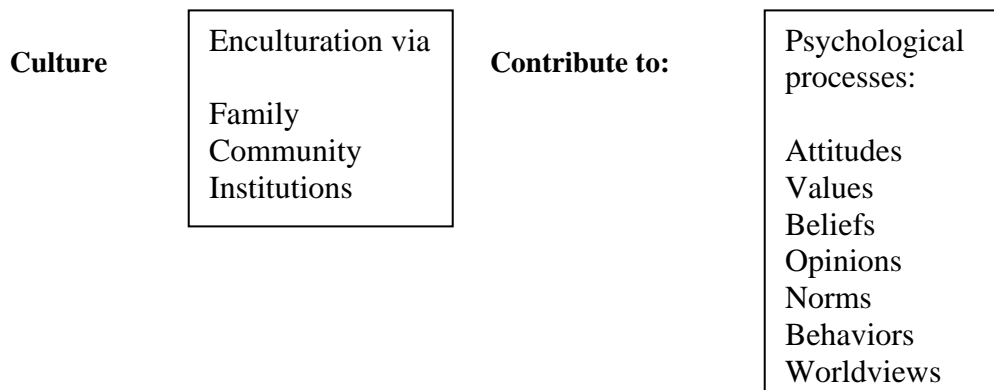 Culture
Enculturation via
Family
Community
Institutions
Contribute to:
Psychological
processes:
Attitudes
Values
Beliefs
Opinions
Norms
Behaviors
Worldviews